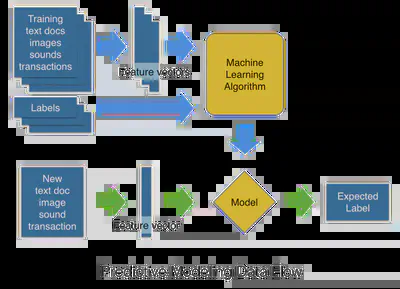 Training
text docs
images
sounds
transactions
Feature vectors
Machine
Learning
Algorithm
Labels
New
text doc
image
sound
transaction
Feature vector
Model
Expected
Label
Predictive Modeling Data Flow